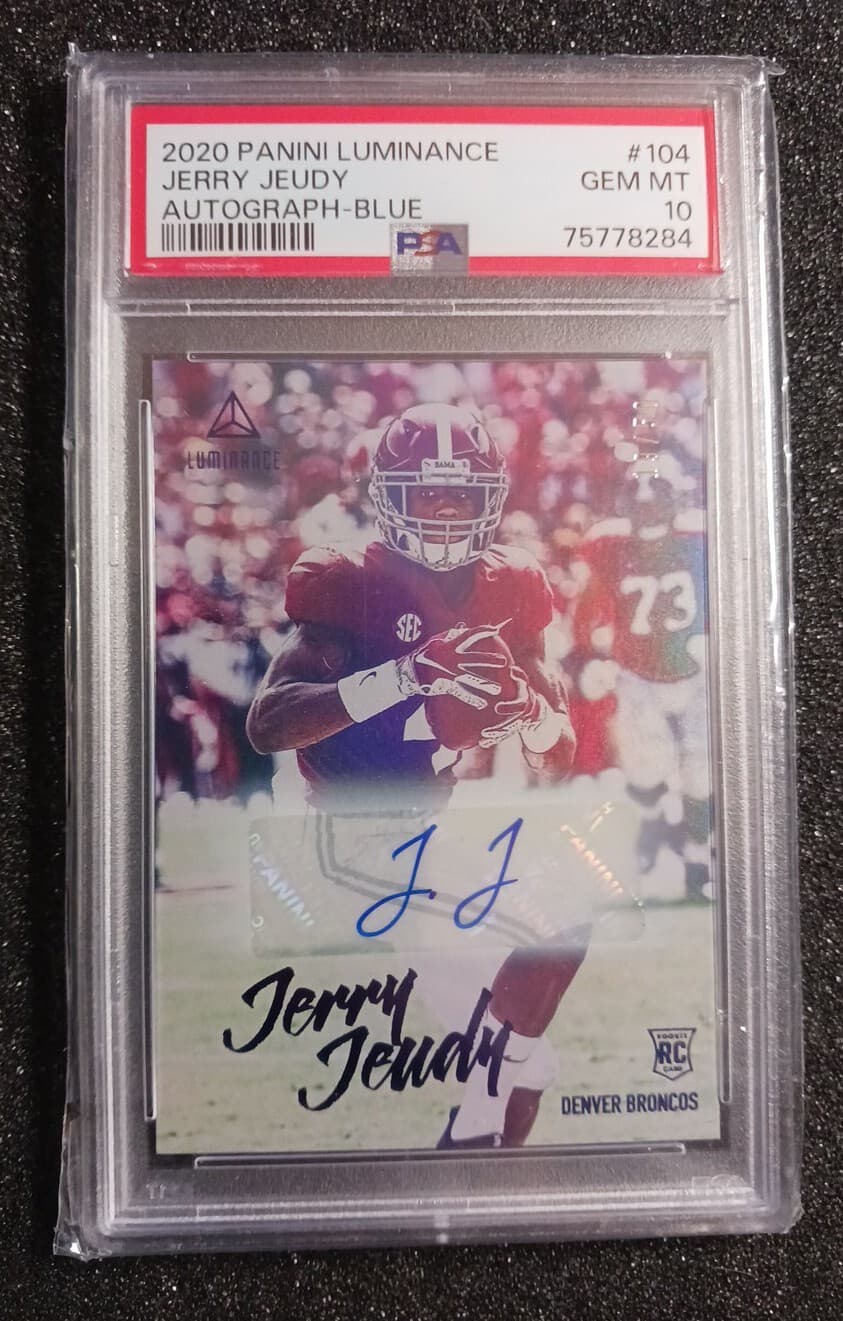 2020 PANINI LUMINANCE #104
JERRY JEUDY GEM MT
AUTOGRAPH-BLUE 10
PSA 75778284
LUMINANCE
BAMA
73
SEC
PANINI
PANINI
J. J
Jerry
Jeudy
ROOKIE
RC
CARD
DENVER BRONCOS